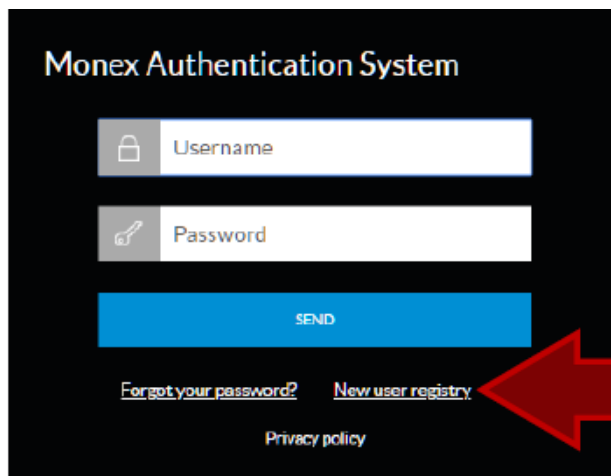 Monex Authentication System
Username
Password
SEND
Forgot your password? New user registry
Privacy policy